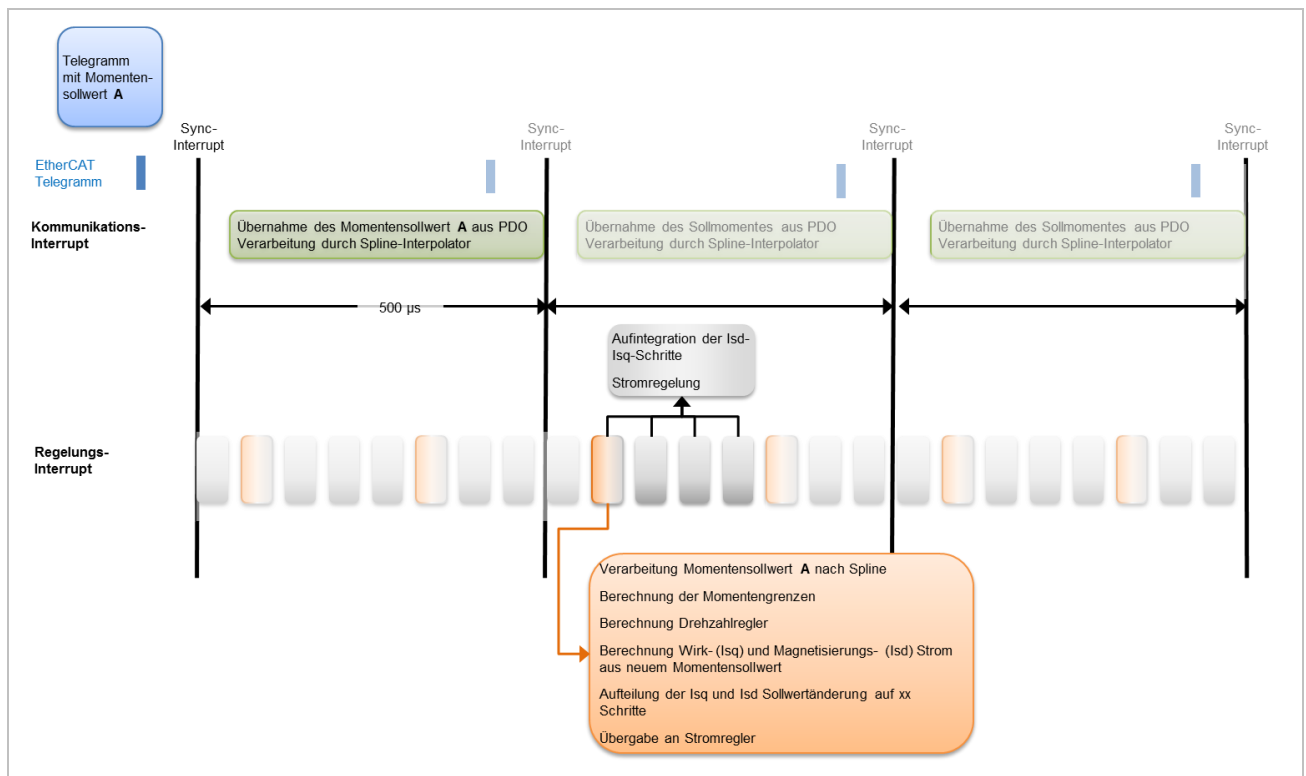 Telegramm
mit Momenten-
sollwert A
Sync-
Interrupt
Sync-
Interrupt
Sync-
Interrupt
Sync-
Interrupt
EtherCAT
Telegramm
Kommunikations-
Interrupt
Übernahme des Momentensollwert A aus PDO
Verarbeitung durch Spline-Interpolator
Übernahme des Sollmomentes aus PDO
Verarbeitung durch Spline-Interpolator
Übernahme des Sollmomentes aus PDO
Verarbeitung durch Spline-Interpolator
500 µs
Aufintegration der Isd-
Isq-Schritte
Stromregelung
Regelungs-
Interrupt
Verarbeitung Momentensollwert A nach Spline
Berechnung der Momentengrenzen
Berechnung Drehzahlregler
Berechnung Wirk- (Isq) und Magnetisierungs- (Isd) Strom
aus neuem Momentensollwert
Aufteilung der Isq und Isd Sollwertänderung auf xx
Schritte
Übergabe an Stromregler